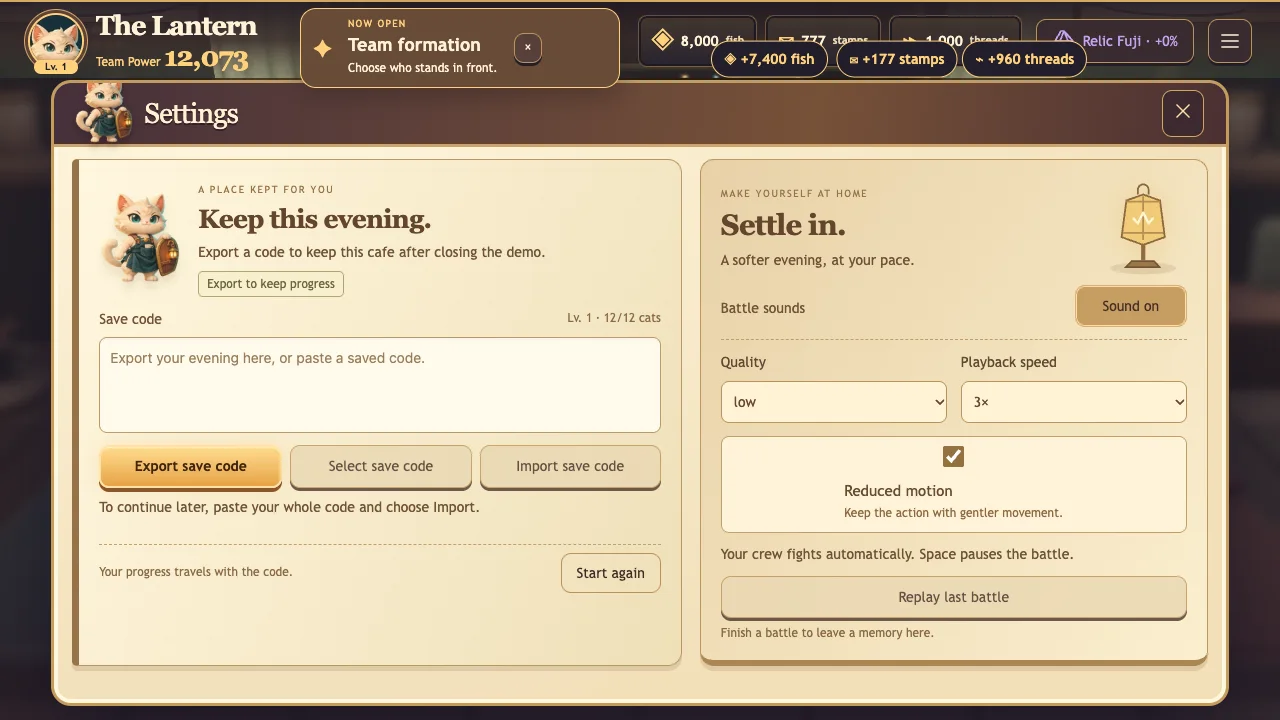 The Lantern
Lv. 1
Team Power 12,073
NOW OPEN
Team formation
Choose who stands in front.
×
8,000 fish
777 stamps
1,000 threads
+7,400 fish
+177 stamps
+960 threads
Relic Fuji · +0%
Settings
A PLACE KEPT FOR YOU
Keep this evening.
Export a code to keep this cafe after closing the demo.
Export to keep progress
Save code
Lv. 1 · 12/12 cats
Export your evening here, or paste a saved code.
Export save code
Select save code
Import save code
To continue later, paste your whole code and choose Import.
Your progress travels with the code.
Start again
MAKE YOURSELF AT HOME
Settle in.
A softer evening, at your pace.
Battle sounds
Sound on
Quality
Playback speed
low
3×
Reduced motion
Keep the action with gentler movement.
Your crew fights automatically. Space pauses the battle.
Replay last battle
Finish a battle to leave a memory here.